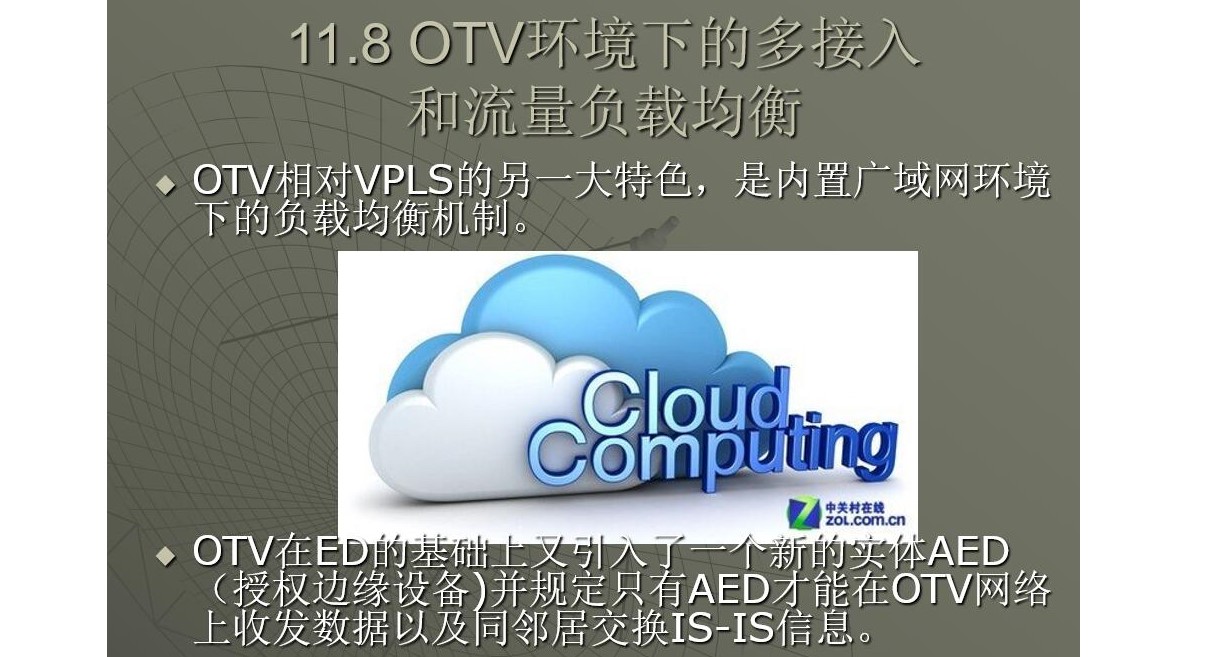 11.8 OTV环境下的多接入
和流量负载均衡
OTV相对VPLS的另一大特色，是内置广域网环境
下的负载均衡机制。
Cloud
Computing
中关村在线
ZOL.COM.CN
OTV在ED的基础上又引入了一个新的实体AED
（授权边缘设备)并规定只有AED才能在OTV网络
上收发数据以及同邻居交换IS-IS信息。